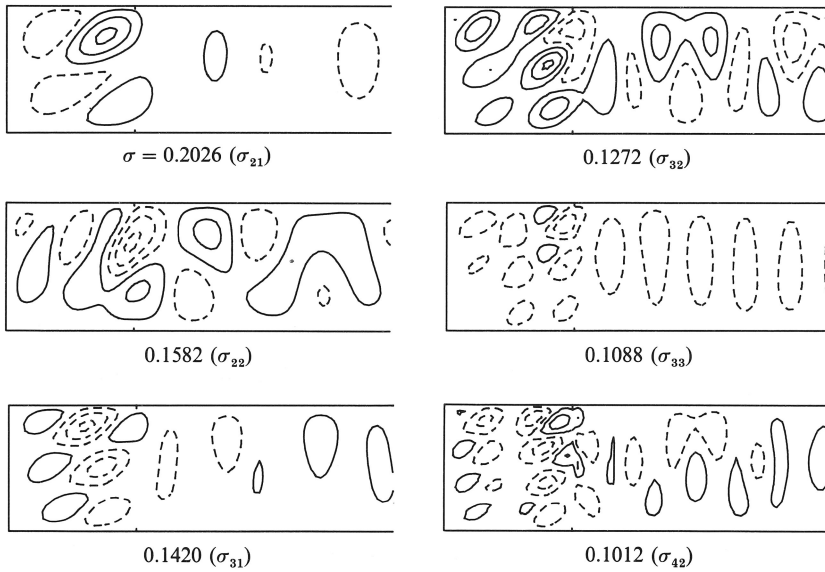 σ = 0.2026 (σ₂₁)
0.1272 (σ₃₂)
0.1582 (σ₂₂)
0.1088 (σ₃₃)
0.1420 (σ₃₁)
0.1012 (σ₄₂)